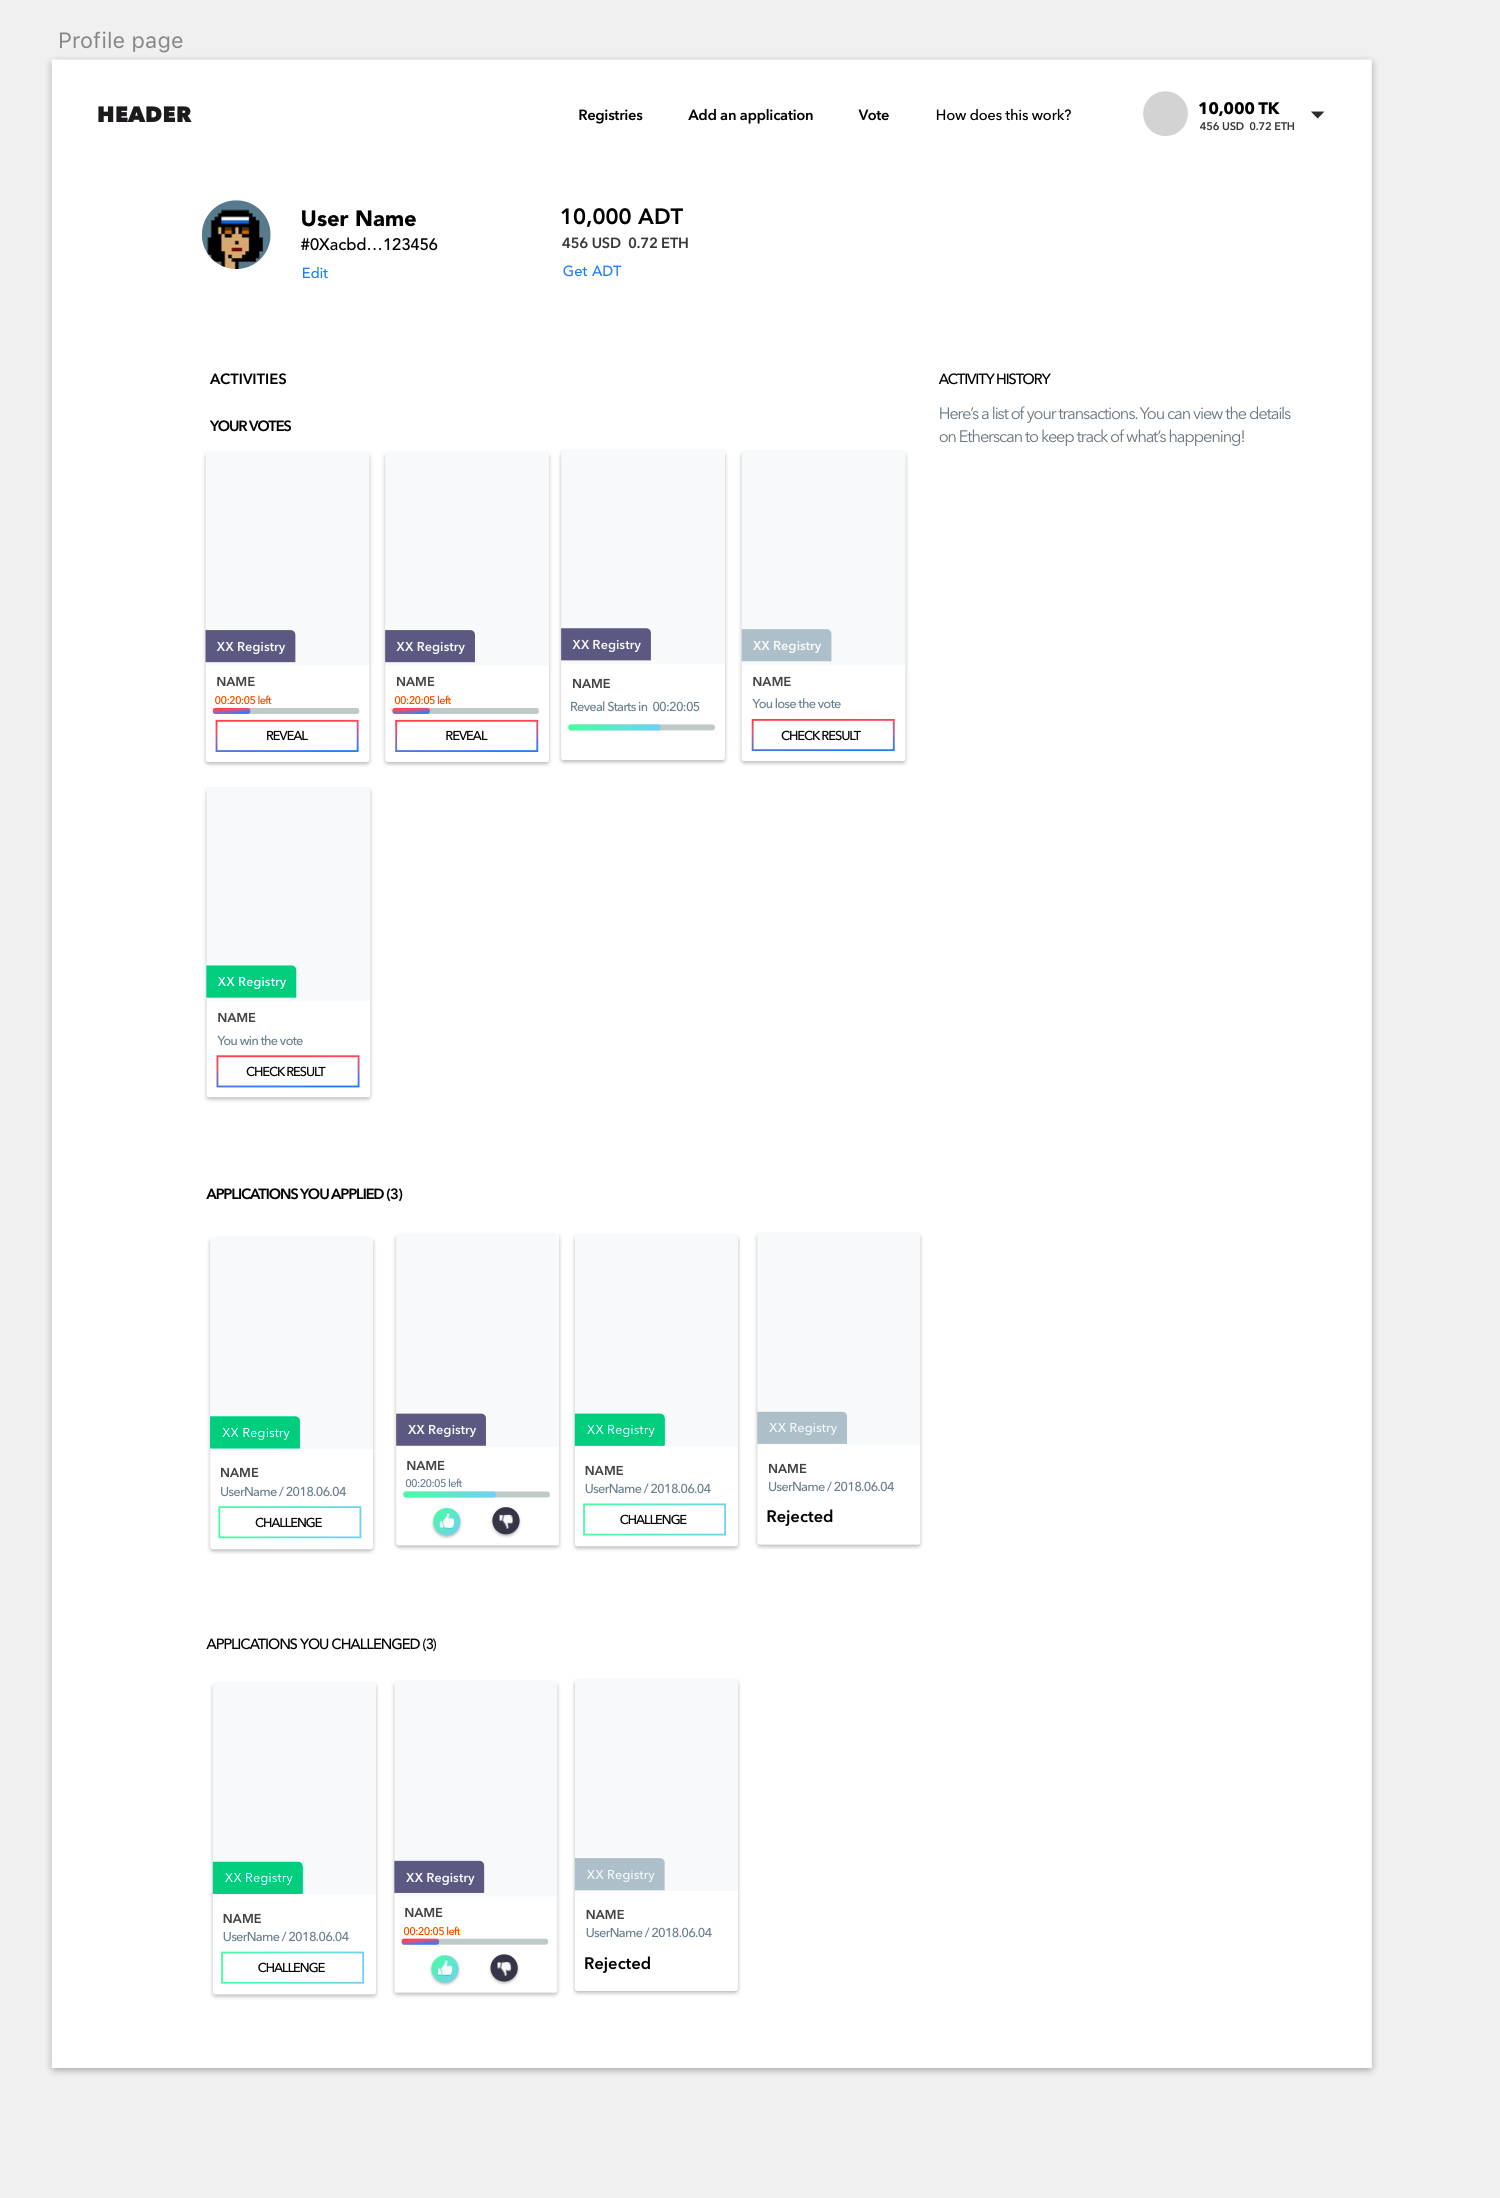 Profile page
HEADER
Registries
Add an application
Vote
How does this work?
10,000 TK
456 USD 0.72 ETH
User Name
#0Xacbd...123456
Edit
10,000 ADT
456 USD 0.72 ETH
Get ADT
ACTIVITIES
YOUR VOTES
XX Registry
NAME
00:20:05 left
REVEAL
XX Registry
NAME
00:20:05 left
REVEAL
XX Registry
NAME
Reveal Starts in 00:20:05
XX Registry
NAME
You lose the vote
CHECK RESULT
XX Registry
NAME
You win the vote
CHECK RESULT
ACTIVITY HISTORY
Here's a list of your transactions. You can view the details
on Etherscan to keep track of what's happening!
APPLICATIONS YOU APPLIED (3)
XX Registry
NAME
UserName / 2018.06.04
CHALLENGE
XX Registry
NAME
00:20:05 left
XX Registry
NAME
UserName / 2018.06.04
CHALLENGE
XX Registry
NAME
UserName / 2018.06.04
Rejected
APPLICATIONS YOU CHALLENGED (3)
XX Registry
NAME
UserName / 2018.06.04
CHALLENGE
XX Registry
NAME
00:20:05 left
XX Registry
NAME
UserName / 2018.06.04
Rejected